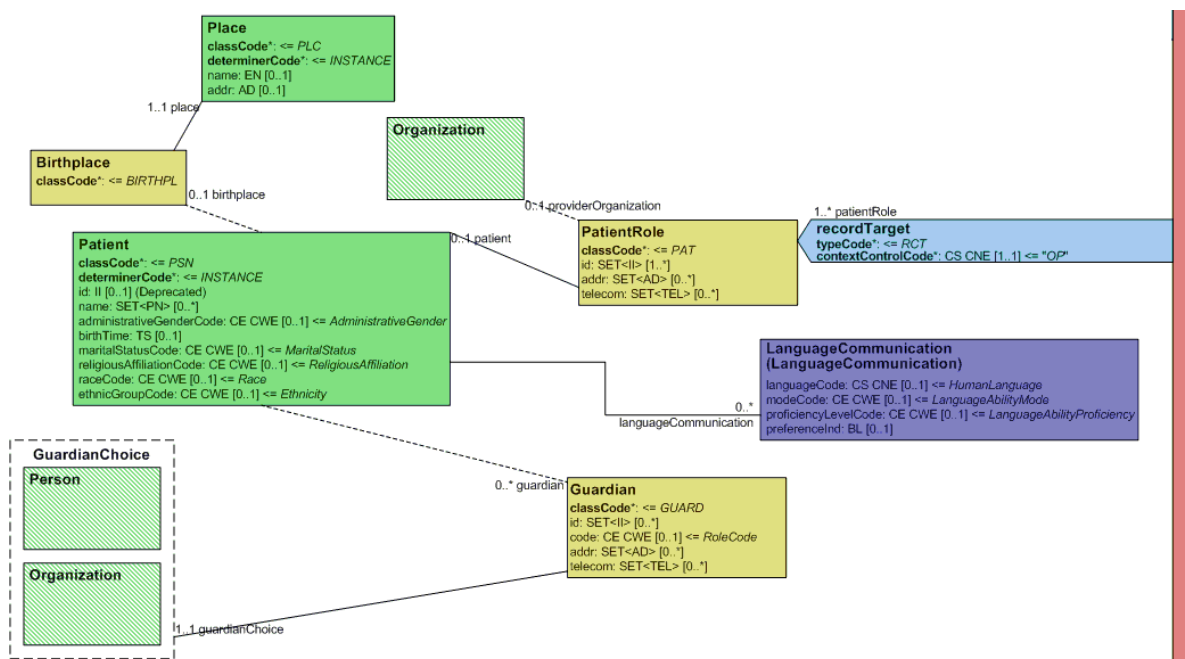 Place
classCode*: <= PLC
determinerCode*: <= INSTANCE
name: EN [0..1]
addr: AD [0..1]
1..1 place
Organization
Birthplace
classCode*: <= BIRTHPL
0..1 birthplace
0..1 providerOrganization
1..* patientRole
recordTarget
typeCode*: <= RCT
contextControlCode*: CS CNE [1..1] <= "OP"
PatientRole
classCode*: <= PAT
id: SET<II> [1..*]
addr: SET<AD> [0..*]
telecom: SET<TEL> [0..*]
0..1 patient
Patient
classCode*: <= PSN
determinerCode*: <= INSTANCE
id: II [0..1] (Deprecated)
name: SET<PN> [0..*]
administrativeGenderCode: CE CWE [0..1] <= AdministrativeGender
birthTime: TS [0..1]
maritalStatusCode: CE CWE [0..1] <= MaritalStatus
religiousAffiliationCode: CE CWE [0..1] <= ReligiousAffiliation
raceCode: CE CWE [0..1] <= Race
ethnicGroupCode: CE CWE [0..1] <= Ethnicity
LanguageCommunication
(LanguageCommunication)
languageCode: CS CNE [0..1] <= HumanLanguage
modeCode: CE CWE [0..1] <= LanguageAbilityMode
proficiencyLevelCode: CE CWE [0..1] <= LanguageAbilityProficiency
preferenceInd: BL [0..1]
0..*
languageCommunication
GuardianChoice
Person
Organization
0..* guardian
Guardian
classCode*: <= GUARD
id: SET<II> [0..*]
code: CE CWE [0..1] <= RoleCode
addr: SET<AD> [0..*]
telecom: SET<TEL> [0..*]
1..1 guardianChoice